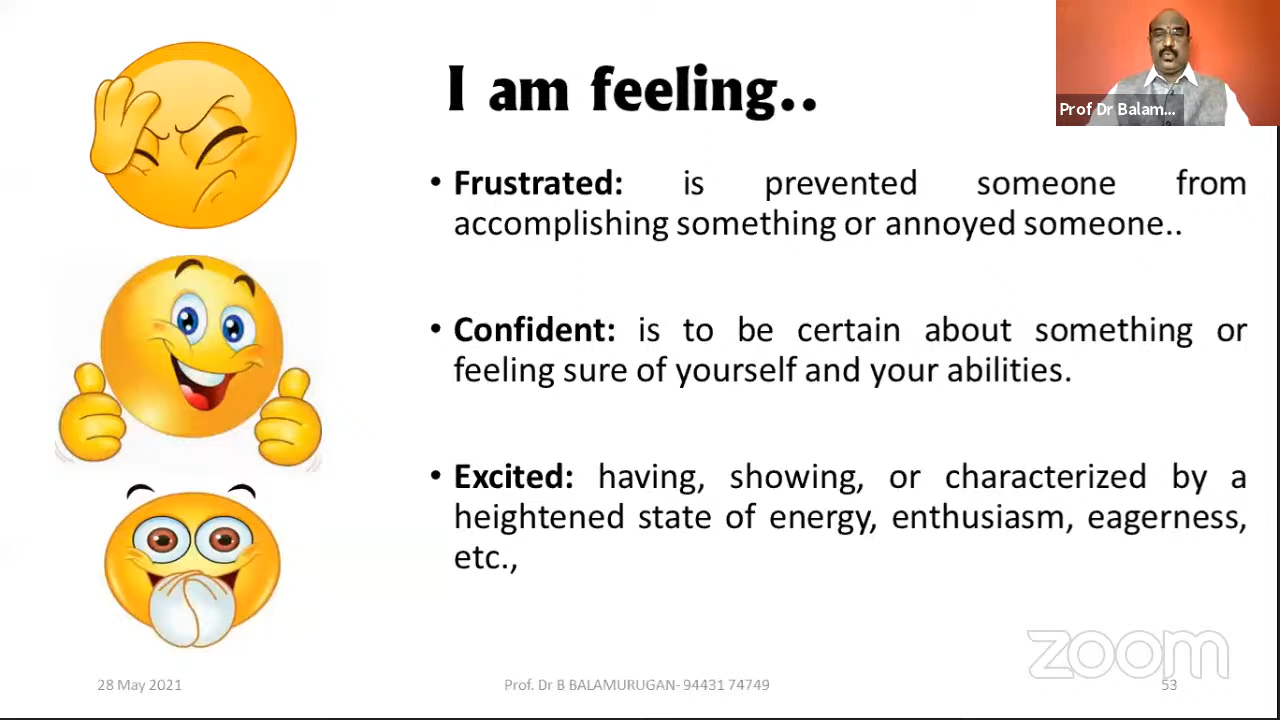 I am feeling..
Prof Dr Balam...
• Frustrated: is prevented someone from
accomplishing something or annoyed someone..
• Confident: is to be certain about something or
feeling sure of yourself and your abilities.
• Excited: having, showing, or characterized by a
heightened state of energy, enthusiasm, eagerness,
etc.,
zoom
28 May 2021
Prof. Dr B BALAMURUGAN- 94431 74749
53